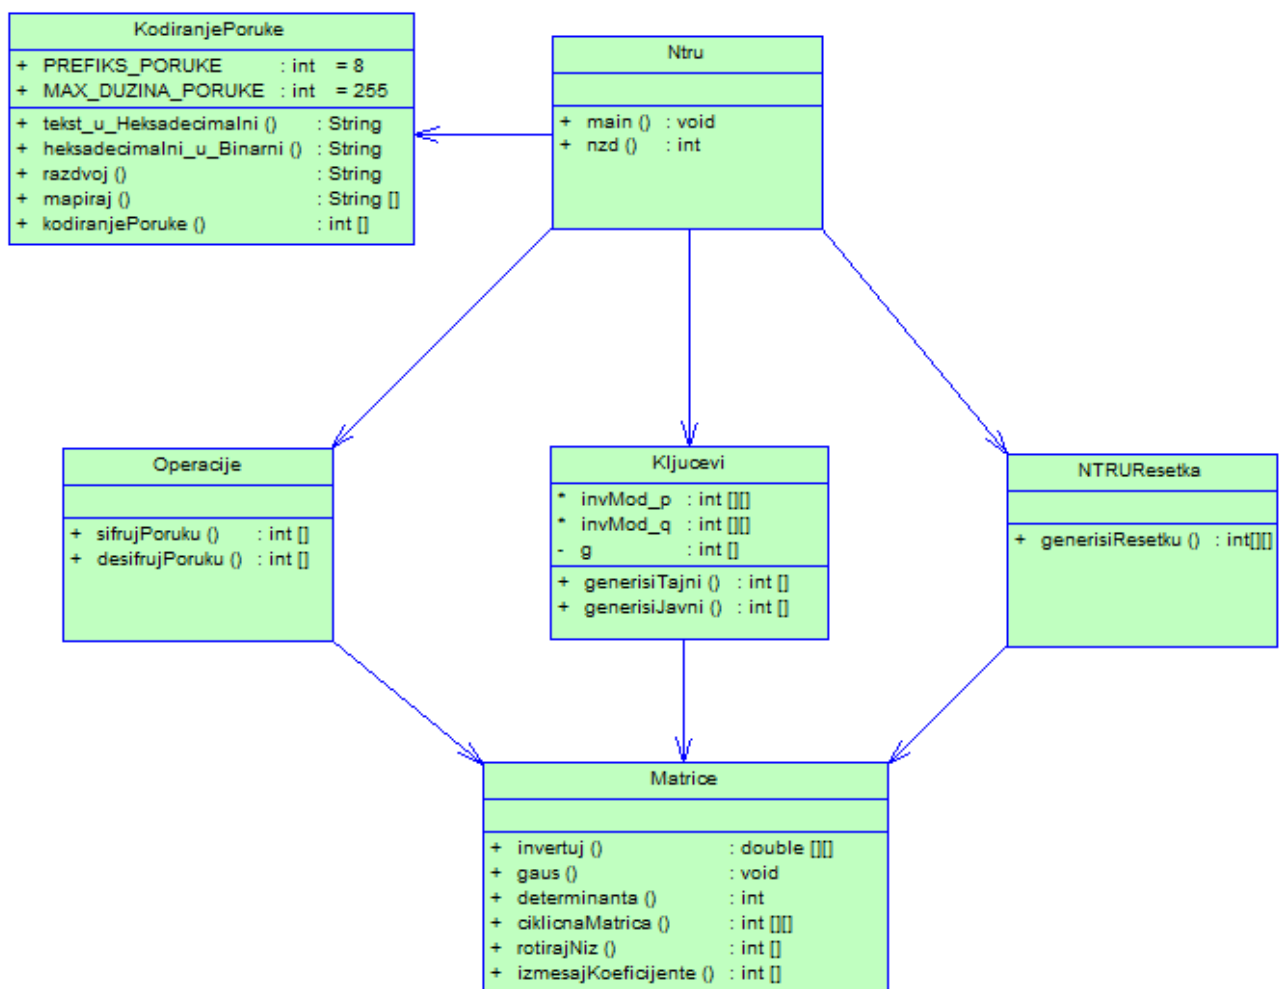 KodiranjePoruke
+ PREFIKS_PORUKE : int = 8
+ MAX_DUZINA_PORUKE : int = 255
+ tekst_u_Heksadecimalni () : String
+ heksadecimalni_u_Binarni () : String
+ razdvoj () : String
+ mapiraj () : String []
+ kodiranjePoruke () : int []
Ntru
+ main () : void
+ nzd () : int
Operacije
+ sifrujPoruku () : int []
+ desifrujPoruku () : int []
Kljucevi
* invMod_p : int [][]
* invMod_q : int [][]
- g : int []
+ generisiTajni () : int []
+ generisiJavni () : int []
NTRUResetka
+ generisiResetku () : int[][]
Matrice
+ invertuj () : double [][]
+ gaus () : void
+ determinanta () : int
+ ciklicnaMatrica () : int [][]
+ rotirajNiz () : int []
+ izmesajKoeficijente () : int []